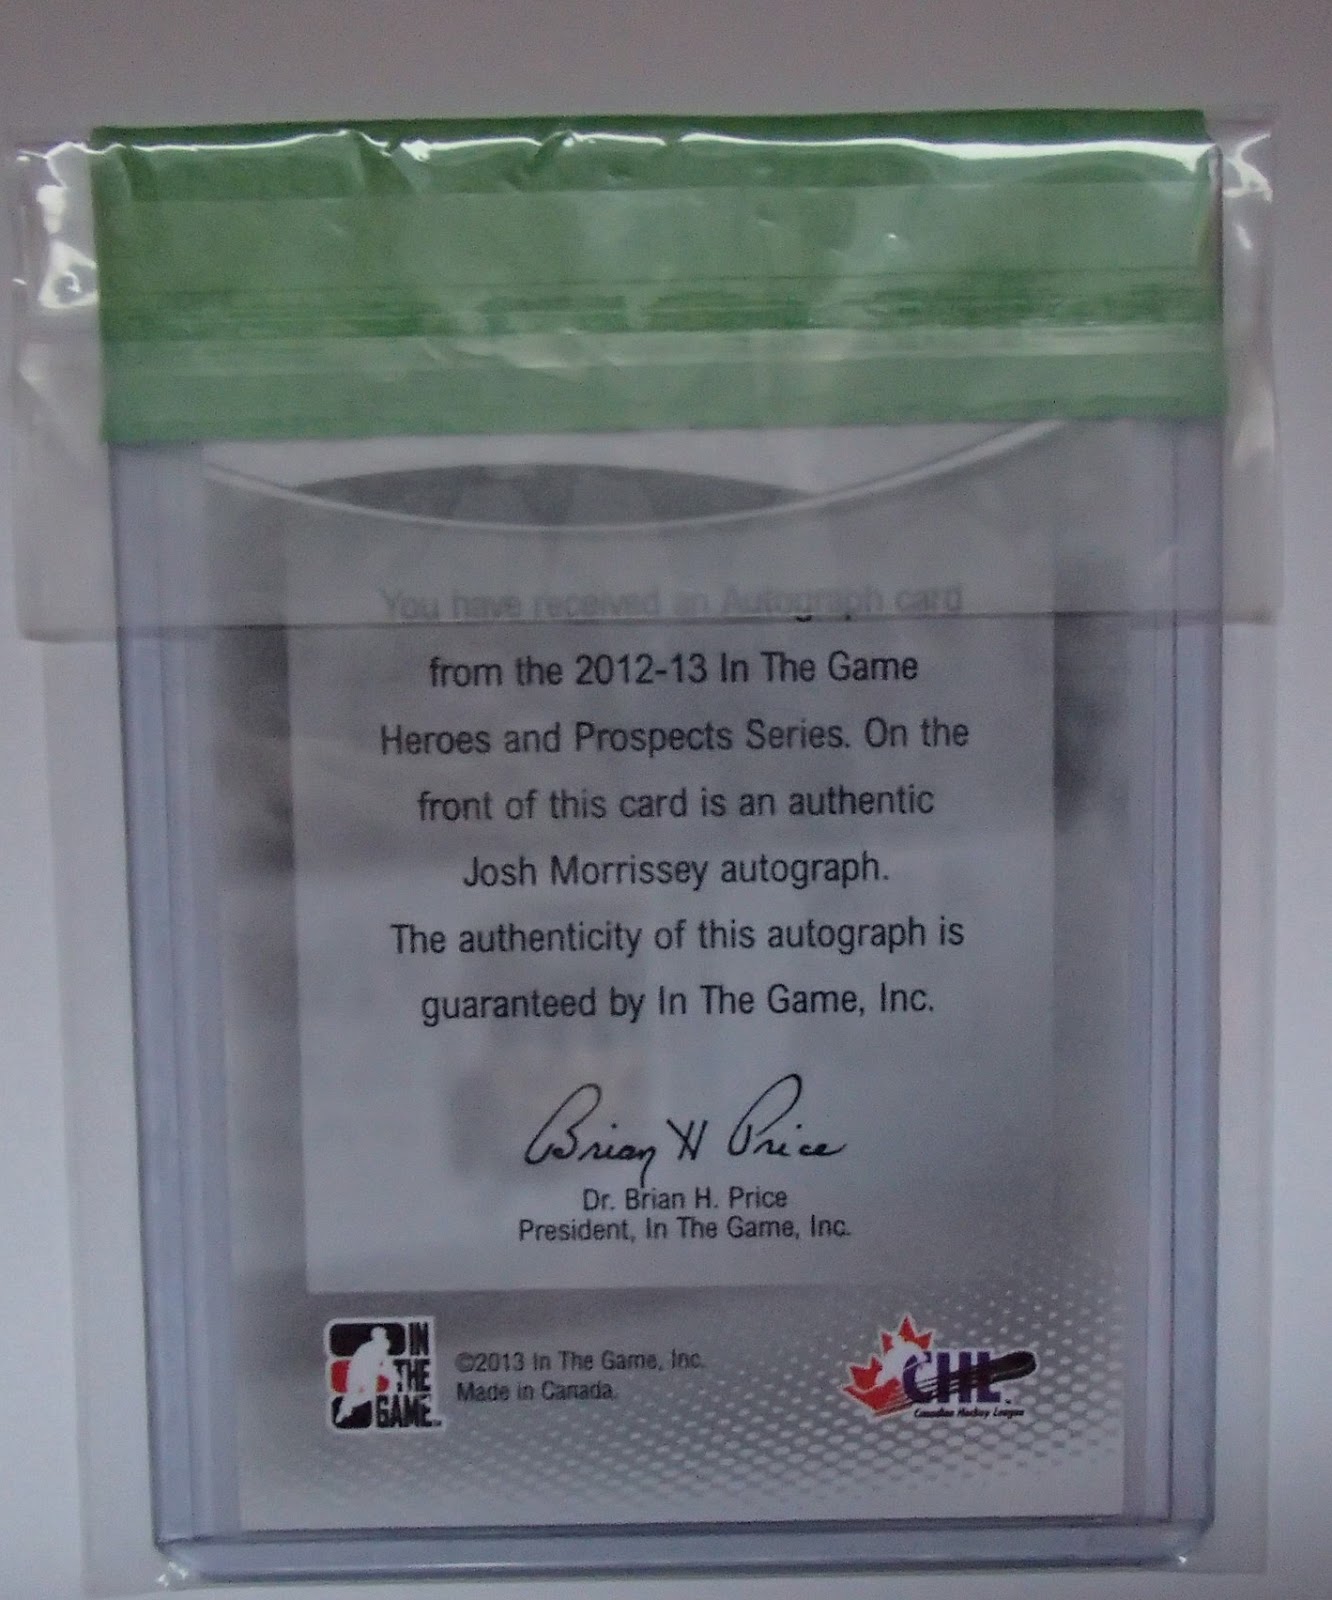 You have received an Autograph card
from the 2012-13 In The Game
Heroes and Prospects Series. On the
front of this card is an authentic
Josh Morrissey autograph.
The authenticity of this autograph is
guaranteed by In The Game, Inc.
Brian H Price
Dr. Brian H. Price
President, In The Game, Inc.
IN
THE
GAME
©2013 In The Game, Inc.
Made in Canada.
CHL
Canadian Hockey League